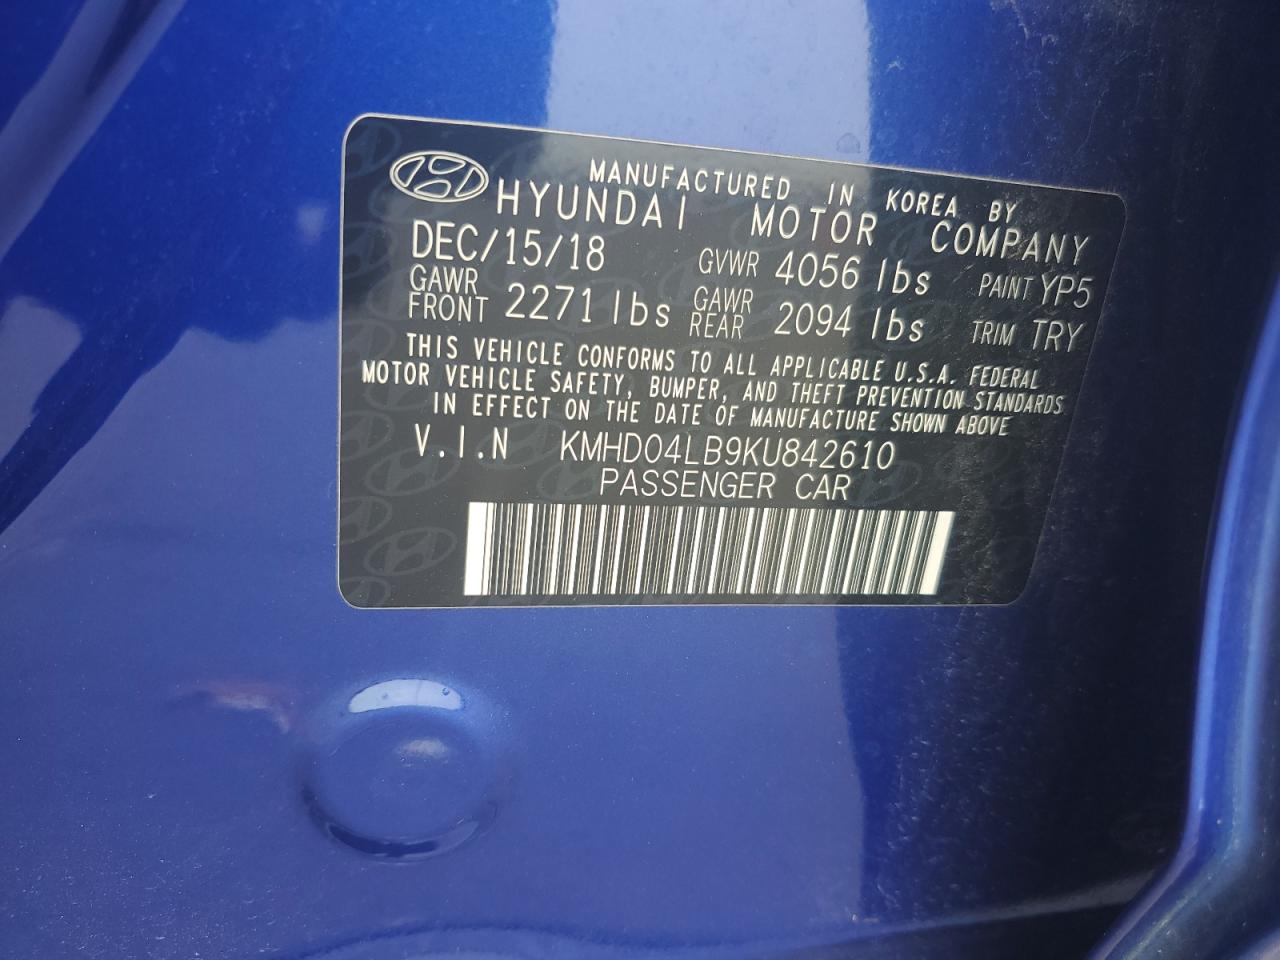 MANUFACTURED IN KOREA BY
HYUNDAI MOTOR COMPANY
DEC/15/18 GVWR 4056 lbs PAINT YP5
GAWR FRONT 2271 lbs GAWR REAR 2094 lbs TRIM TRY
THIS VEHICLE CONFORMS TO ALL APPLICABLE U.S.A. FEDERAL
MOTOR VEHICLE SAFETY, BUMPER, AND THEFT PREVENTION STANDARDS
IN EFFECT ON THE DATE OF MANUFACTURE SHOWN ABOVE
V.I.N KMHD04LB9KU842610
PASSENGER CAR